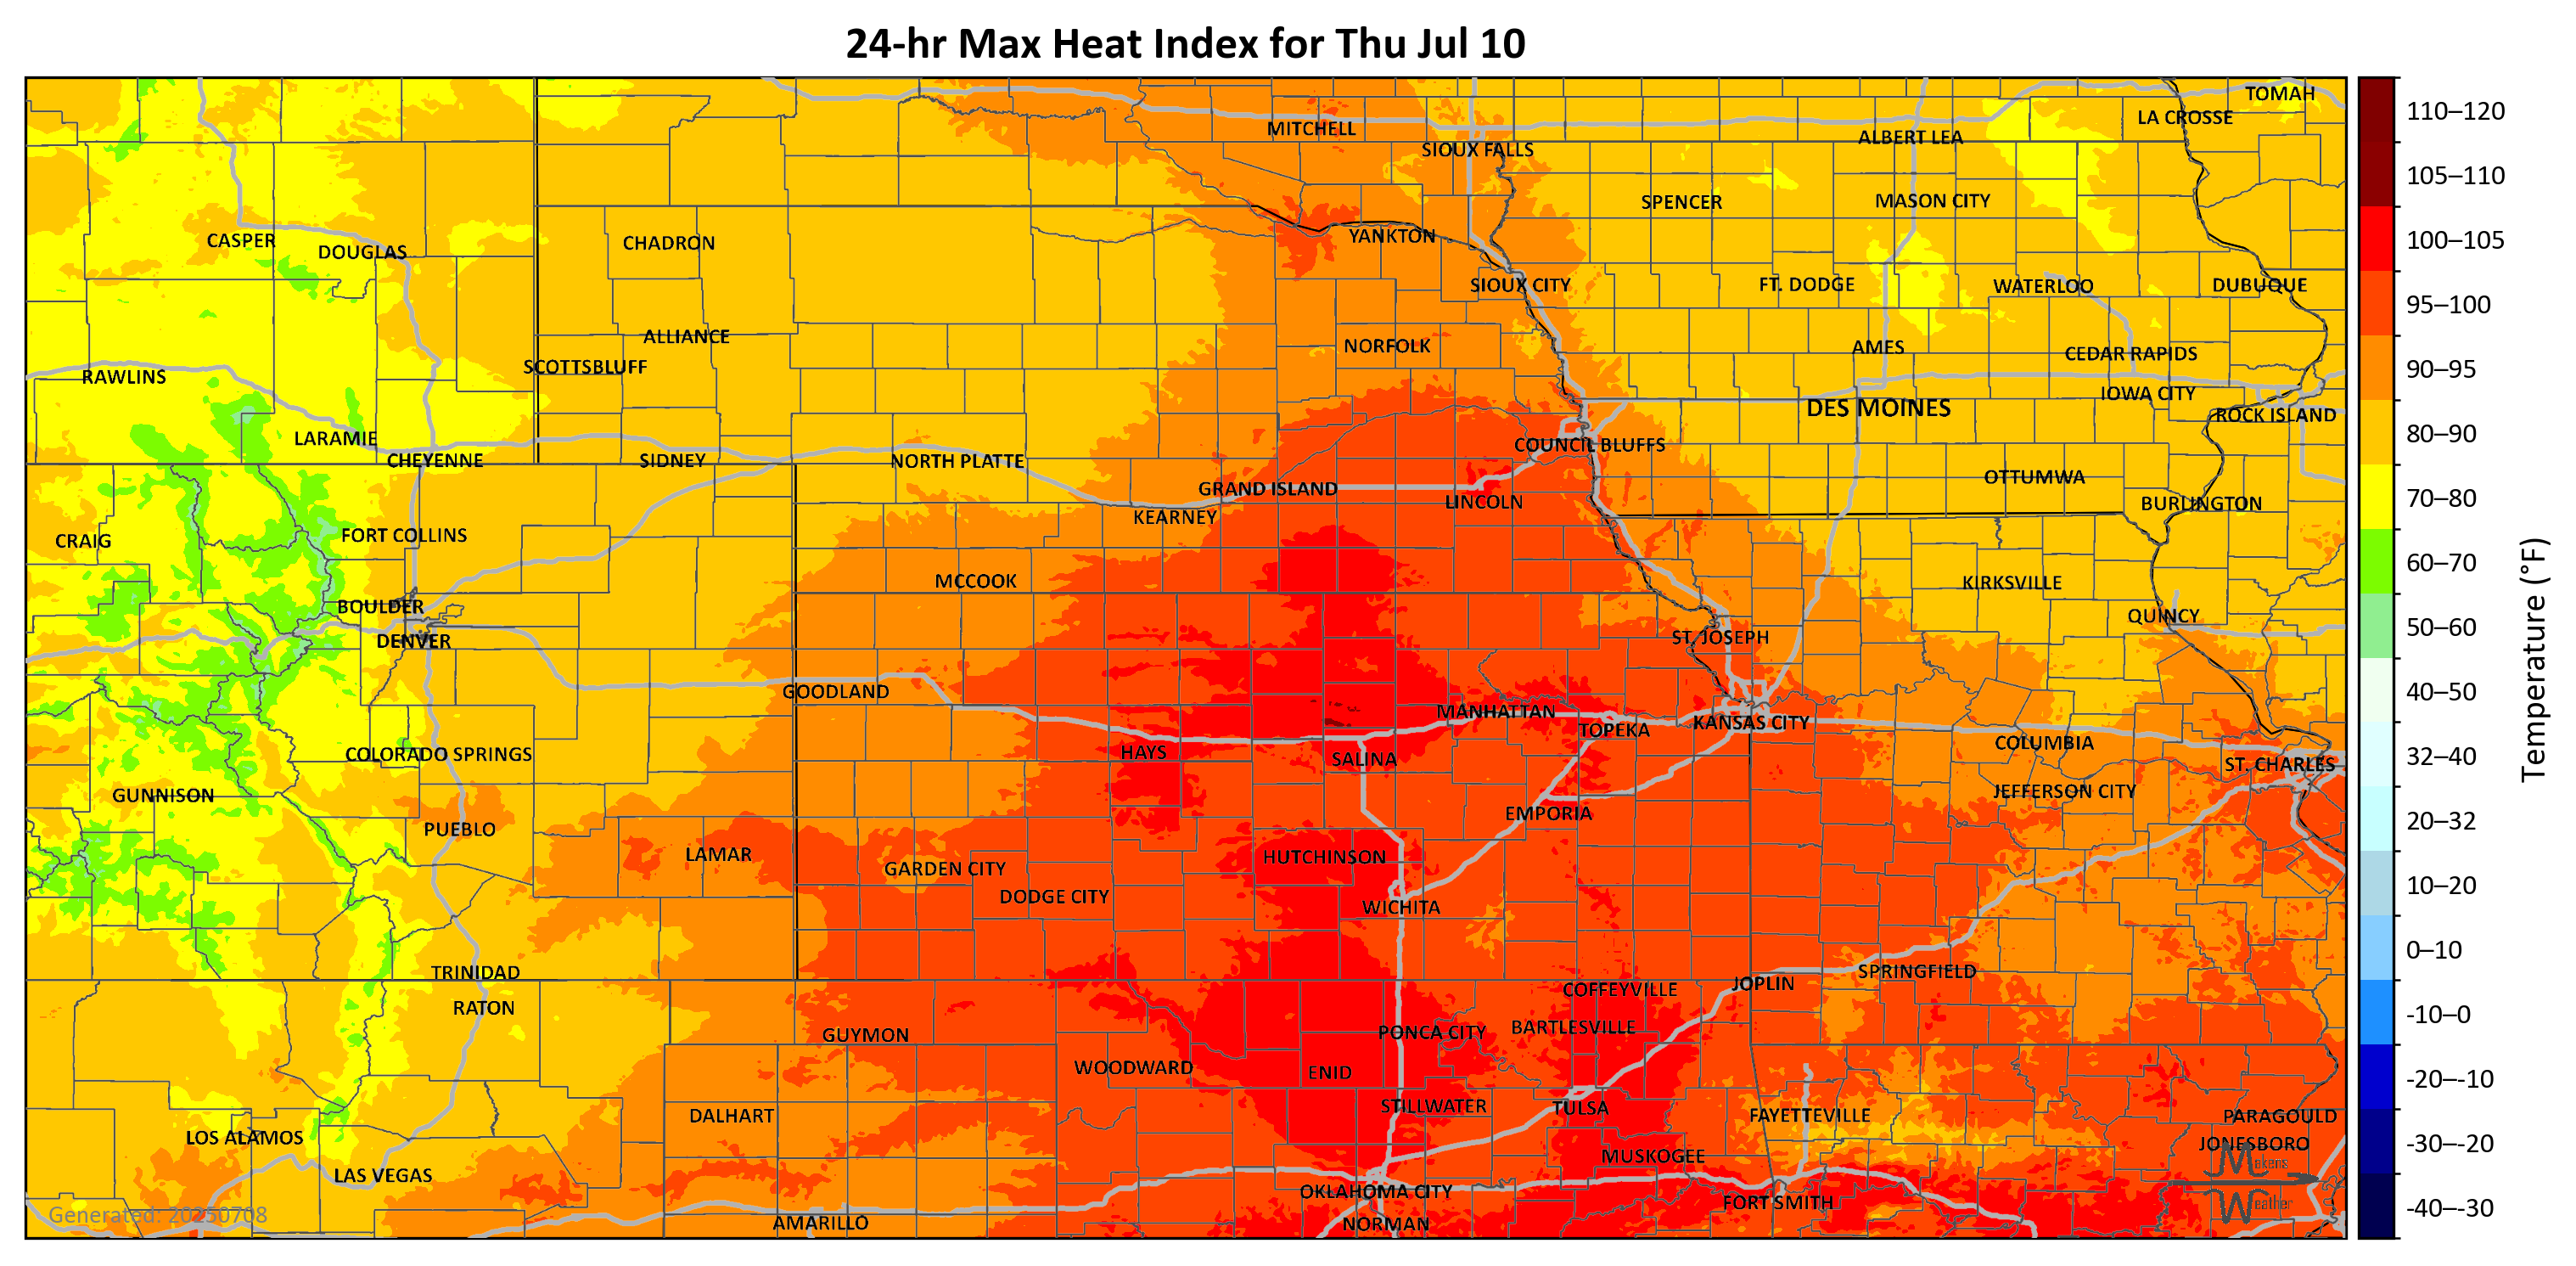 24-hr Max Heat Index for Thu Jul 10
TOMAH
LA CROSSE
MITCHELL
ALBERT LEA
SIOUX FALLS
SPENCER
MASON CITY
CASPER
DOUGLAS
CHADRON
YANKTON
SIOUX CITY
FT. DODGE
WATERLOO
DUBUQUE
ALLIANCE
NORFOLK
AMES
CEDAR RAPIDS
SCOTTSBLUFF
RAWLINS
IOWA CITY
DES MOINES
ROCK ISLAND
LARAMIE
COUNCIL BLUFFS
CHEYENNE
SIDNEY
NORTH PLATTE
OTTUMWA
GRAND ISLAND
LINCOLN
BURLINGTON
KEARNEY
FORT COLLINS
CRAIG
MCCOOK
KIRKSVILLE
BOULDER
QUINCY
DENVER
ST. JOSEPH
GOODLAND
MANHATTAN
KANSAS CITY
TOPEKA
COLUMBIA
HAYS
COLORADO SPRINGS
SALINA
ST. CHARLES
GUNNISON
JEFFERSON CITY
EMPORIA
PUEBLO
LAMAR
HUTCHINSON
GARDEN CITY
DODGE CITY
WICHITA
TRINIDAD
SPRINGFIELD
JOPLIN
COFFEYVILLE
RATON
BARTLESVILLE
PONCA CITY
GUYMON
WOODWARD
ENID
STILLWATER
TULSA
DALHART
FAYETTEVILLE
PARAGOULD
LOS ALAMOS
JONESBORO
MUSKOGEE
Makens
LAS VEGAS
OKLAHOMA CITY
FORT SMITH
Weather
Generated: 20250708
AMARILLO
NORMAN
110–120
105–110
100–105
95–100
90–95
80–90
70–80
60–70
50–60
40–50
32–40
20–32
10–20
0–10
-10–0
-20–-10
-30–-20
-40–-30
Temperature (°F)